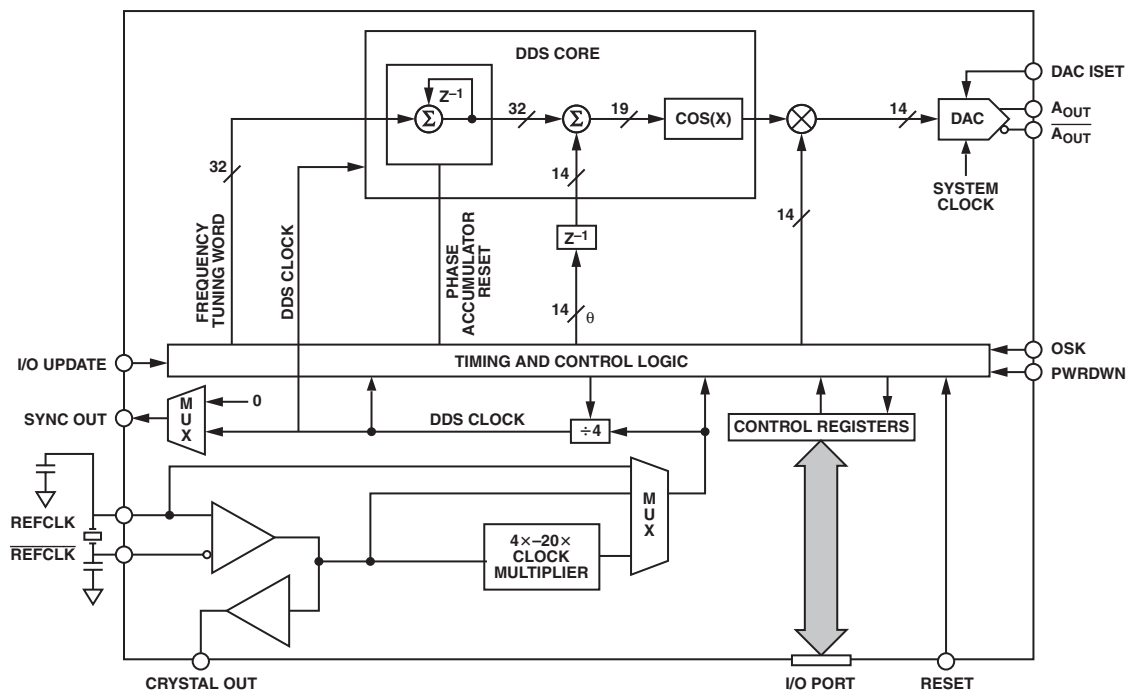 DDS CORE
DAC ISET
Z–1
Σ
32
Σ
19
COS(X)
14
DAC
AOUT
AOUT
32
14
SYSTEM
CLOCK
FREQUENCY
TUNING WORD
DDS CLOCK
PHASE
ACCUMULATOR
RESET
Z–1
14
14
θ
I/O UPDATE
TIMING AND CONTROL LOGIC
OSK
PWRDWN
SYNC OUT
MUX
0
DDS CLOCK
÷4
CONTROL REGISTERS
REFCLK
REFCLK
4×–20×
CLOCK
MULTIPLIER
MUX
CRYSTAL OUT
I/O PORT
RESET